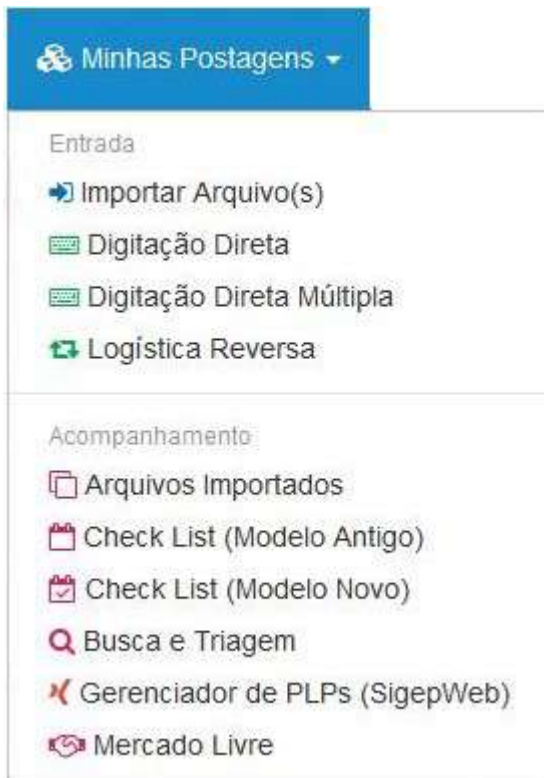 Minhas Postagens
Entrada
Importar Arquivo(s)
Digitação Direta
Digitação Direta Múltipla
Logística Reversa
Acompanhamento
Arquivos Importados
Check List (Modelo Antigo)
Check List (Modelo Novo)
Busca e Triagem
Gerenciador de PLPs (SigepWeb)
Mercado Livre